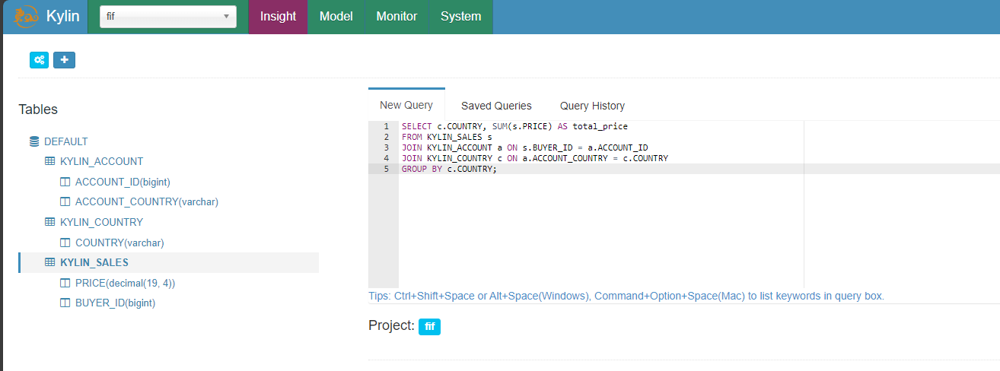 Kylin fif Insight Model Monitor System
Tables
DEFAULT
KYLIN_ACCOUNT
ACCOUNT_ID(bigint)
ACCOUNT_COUNTRY(varchar)
KYLIN_COUNTRY
COUNTRY(varchar)
KYLIN_SALES
PRICE(decimal(19, 4))
BUYER_ID(bigint)
New Query Saved Queries Query History
1 SELECT c.COUNTRY, SUM(s.PRICE) AS total_price
2 FROM KYLIN_SALES s
3 JOIN KYLIN_ACCOUNT a ON s.BUYER_ID = a.ACCOUNT_ID
4 JOIN KYLIN_COUNTRY c ON a.ACCOUNT_COUNTRY = c.COUNTRY
5 GROUP BY c.COUNTRY;
Tips: Ctrl+Shift+Space or Alt+Space(Windows), Command+Option+Space(Mac) to list keywords in query box.
Project: fif